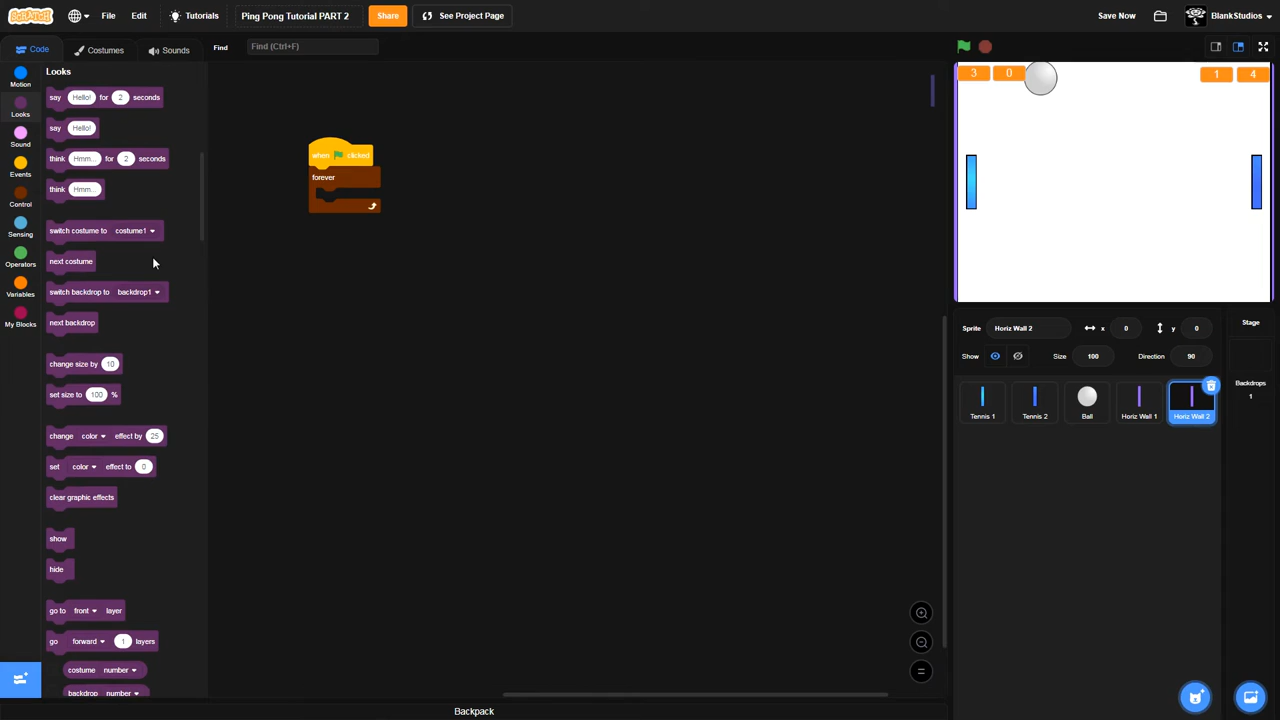 SCRATCH File Edit Tutorials Ping Pong Tutorial PART 2 Share See Project Page Save Now BlankStudios
Code Costumes Sounds Find Find (Ctrl+F)
Motion
Looks
Sound
Events
Control
Sensing
Operators
Variables
My Blocks
Looks
say Hello! for 2 seconds
say Hello!
think Hmm... for 2 seconds
think Hmm...
switch costume to costume1
next costume
switch backdrop to backdrop1
next backdrop
change size by 10
set size to 100 %
change color effect by 25
set color effect to 0
clear graphic effects
show
hide
go to front layer
go forward 1 layers
costume number
backdrop number
when clicked
forever
3 0 1 4
Sprite Horiz Wall 2 x 0 y 0
Show Size 100 Direction 90
Tennis 1 Tennis 2 Ball Horiz Wall 1 Horiz Wall 2
Stage
Backdrops
1
Backpack